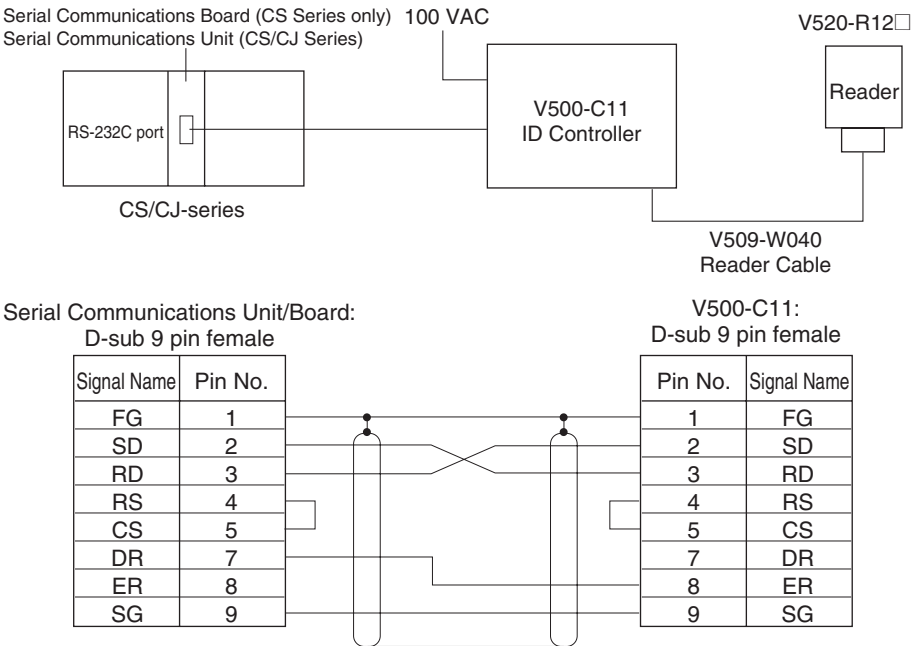 Serial Communications Board (CS Series only)
Serial Communications Unit (CS/CJ Series)
100 VAC
V520-R12□
RS-232C port
V500-C11
ID Controller
Reader
CS/CJ-series
V509-W040
Reader Cable
Serial Communications Unit/Board:
D-sub 9 pin female
V500-C11:
D-sub 9 pin female
Signal Name Pin No. Pin No. Signal Name
FG 1 1 FG
SD 2 2 SD
RD 3 3 RD
RS 4 4 RS
CS 5 5 CS
DR 7 7 DR
ER 8 8 ER
SG 9 9 SG